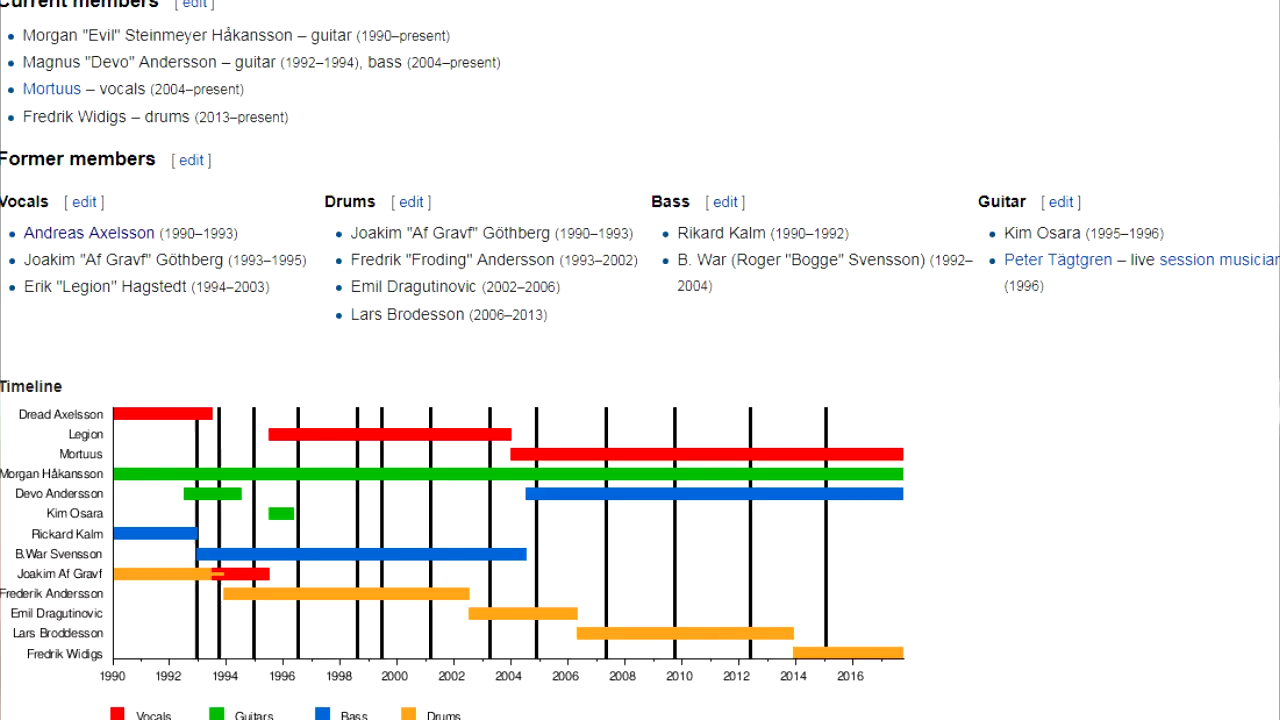 Current members [ edit ]
Morgan "Evil" Steinmeyer Håkansson – guitar (1990–present)
Magnus "Devo" Andersson – guitar (1992–1994), bass (2004–present)
Mortuus – vocals (2004–present)
Fredrik Widigs – drums (2013–present)
Former members [ edit ]
Vocals [ edit ]
Andreas Axelsson (1990–1993)
Joakim "Af Gravf" Göthberg (1993–1995)
Erik "Legion" Hagstedt (1994–2003)
Drums [ edit ]
Joakim "Af Gravf" Göthberg (1990–1993)
Fredrik "Froding" Andersson (1993–2002)
Emil Dragutinovic (2002–2006)
Lars Brodesson (2006–2013)
Bass [ edit ]
Rikard Kalm (1990–1992)
B. War (Roger "Bogge" Svensson) (1992–
2004)
Guitar [ edit ]
Kim Osara (1995–1996)
Peter Tägtgren – live session musician
(1996)
Timeline
Dread Axelsson
Legion
Mortuus
Morgan Håkansson
Devo Andersson
Kim Osara
Rickard Kalm
B.War Svensson
Joakim Af Gravf
Frederik Andersson
Emil Dragutinovic
Lars Broddesson
Fredrik Widigs
1990 1992 1994 1996 1998 2000 2002 2004 2006 2008 2010 2012 2014 2016
Vocals Guitars Bass Drums